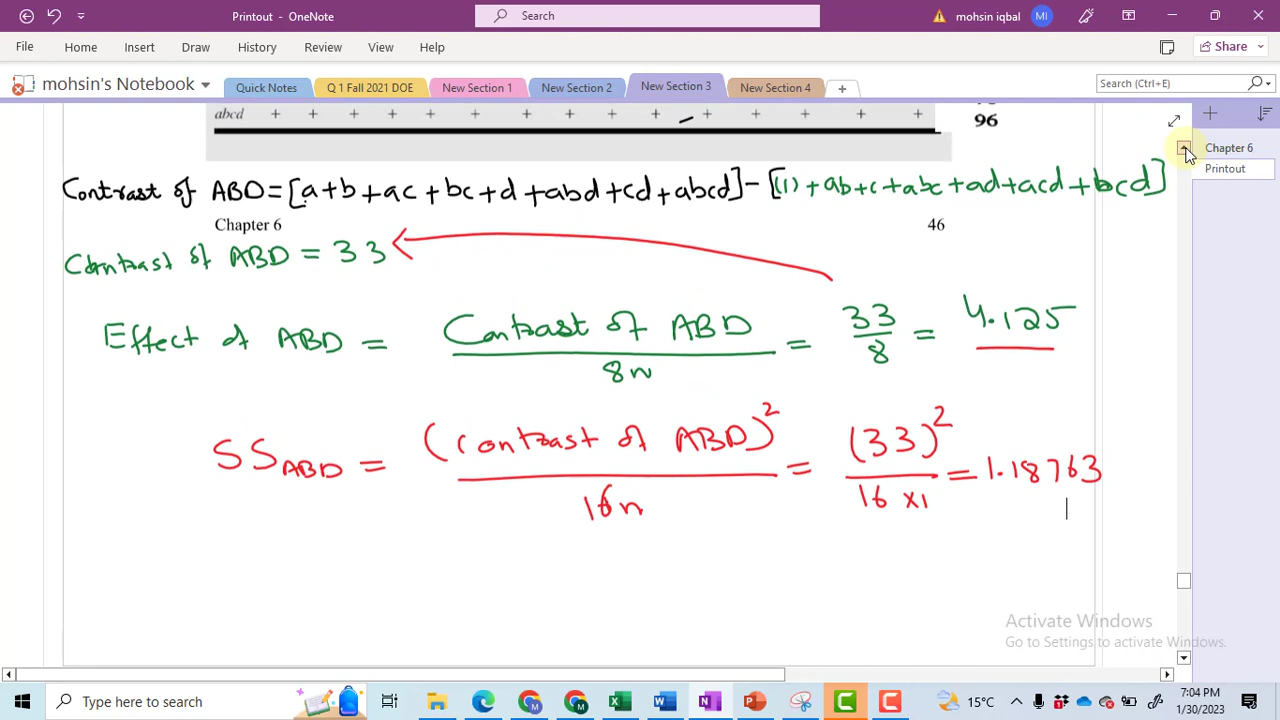 Printout - OneNote
Search
mohsin iqbal
MI
File Home Insert Draw History Review View Help
Share
mohsin's Notebook
Quick Notes
Q 1 Fall 2021 DOE
New Section 1
New Section 2
New Section 3
New Section 4
Search (Ctrl+E)
Chapter 6
Printout
abcd + + + + + + + + + + - + + + + +
96
Contrast of ABD=[a+b+ac+bc+d+abd+cd+abcd]-[(1)+ab+c+abc+ad+acd+bcd]
Chapter 6
46
Contrast of ABD = 33
Effect of ABD = Contrast of ABD / 8n = 33 / 8 = 4.125
SS ABD = (contrast of ABD)² / 16n = (33)² / 16 x1 = 1.18763
Activate Windows
Go to Settings to activate Windows.
Type here to search
15°C
7:04 PM
1/30/2023